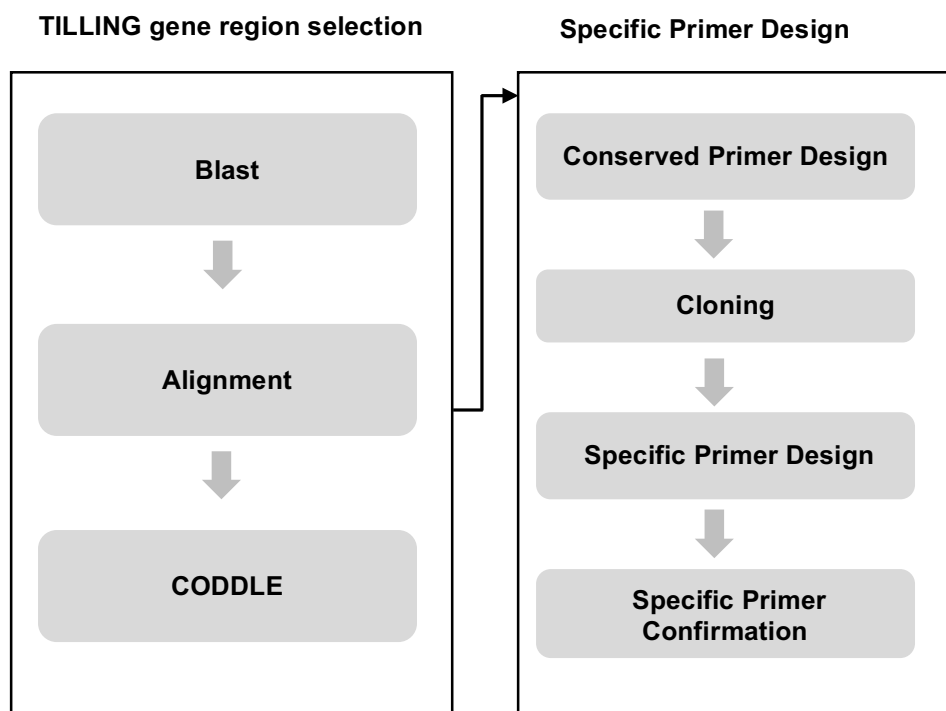 TILLING gene region selection
Blast
Alignment
CODDLE
Specific Primer Design
Conserved Primer Design
Cloning
Specific Primer Design
Specific Primer
Confirmation